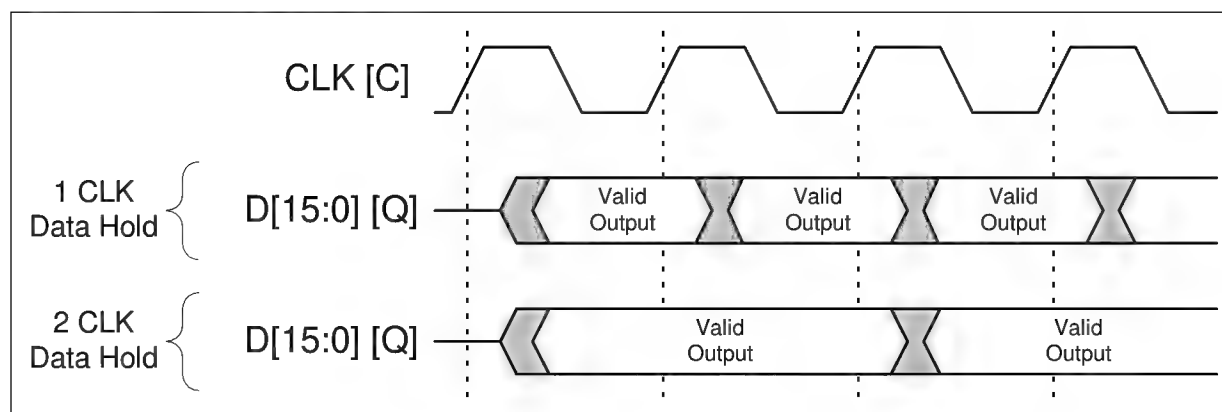 CLK [C]
1 CLK
Data Hold
D[15:0] [Q]
Valid
Output
Valid
Output
Valid
Output
2 CLK
Data Hold
D[15:0] [Q]
Valid
Output
Valid
Output